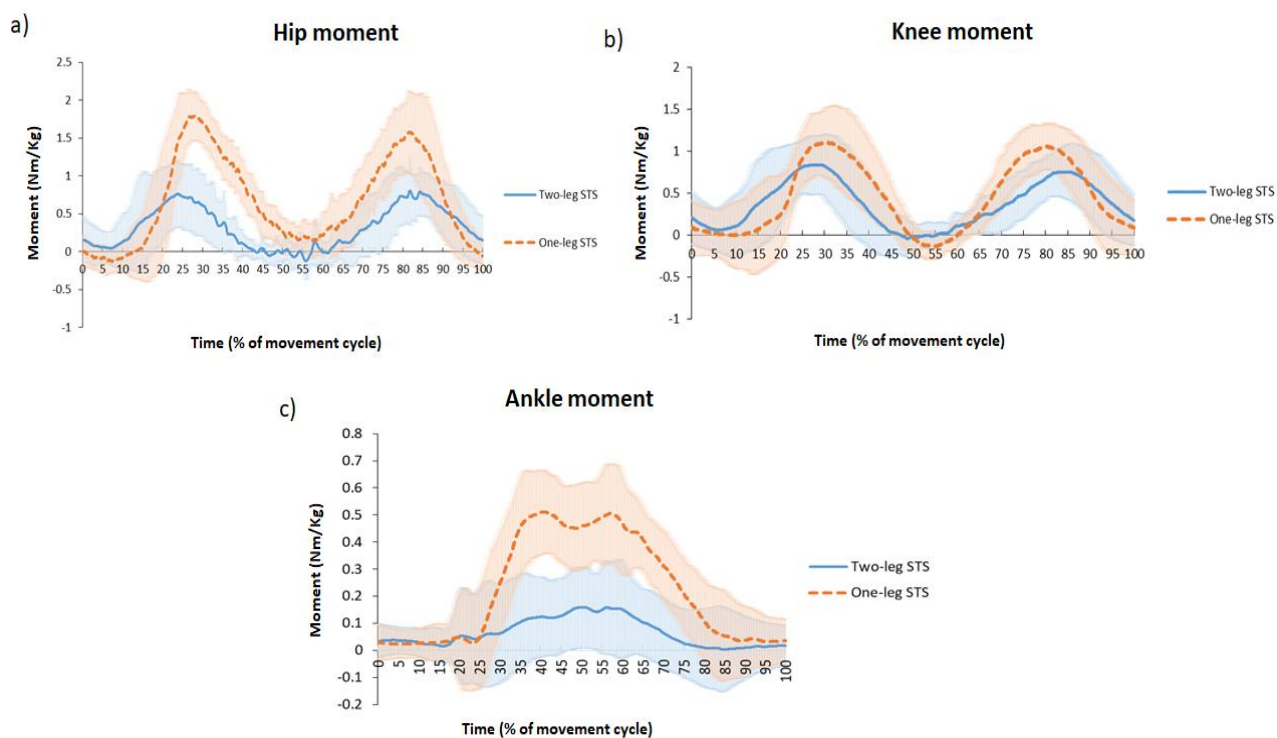 a)
Hip moment
2.5
2
1.5
1
0.5
0
-0.5
-1
0 5 10 15 20 25 30 35 40 45 50 55 60 65 70 75 80 85 90 95 100
Moment (Nm/Kg)
Two-leg STS
One-leg STS
Time (% of movement cycle)
b)
Knee moment
2
1.5
1
0.5
0
-0.5
-1
0 5 10 15 20 25 30 35 40 45 50 55 60 65 70 75 80 85 90 95 100
Moment (Nm/Kg)
Two-leg STS
One-leg STS
Time (% of movement cycle)
c)
Ankle moment
0.8
0.7
0.6
0.5
0.4
0.3
0.2
0.1
0
-0.1
-0.2
0 5 10 15 20 25 30 35 40 45 50 55 60 65 70 75 80 85 90 95 100
Moment (Nm/Kg)
Two-leg STS
One-leg STS
Time (% of movement cycle)